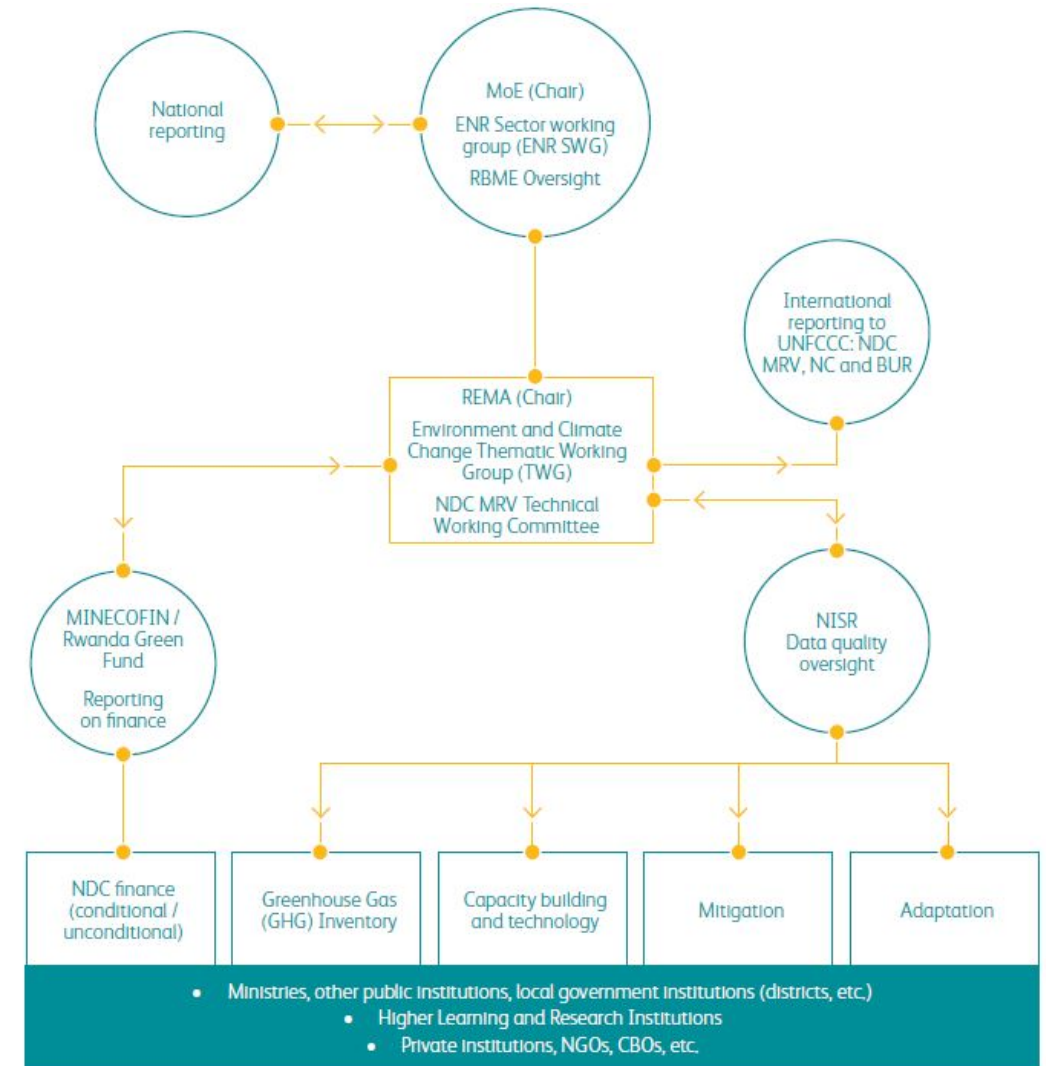 National
reporting
MoE (Chair)
ENR Sector working
group (ENR SWG)
RBME Oversight
International
reporting to
UNFCCC: NDC
MRV, NC and BUR
REMA (Chair)
Environment and Climate
Change Thematic Working
Group (TWG)
NDC MRV Technical
Working Committee
MINECOFIN /
Rwanda Green
Fund
Reporting
on finance
NISR
Data quality
oversight
NDC finance
(conditional /
unconditional)
Greenhouse Gas
(GHG) Inventory
Capacity building
and technology
Mitigation
Adaptation
• Ministries, other public institutions, local government institutions (districts, etc.)
• Higher Learning and Research Institutions
• Private institutions, NGOs, CBOs, etc.